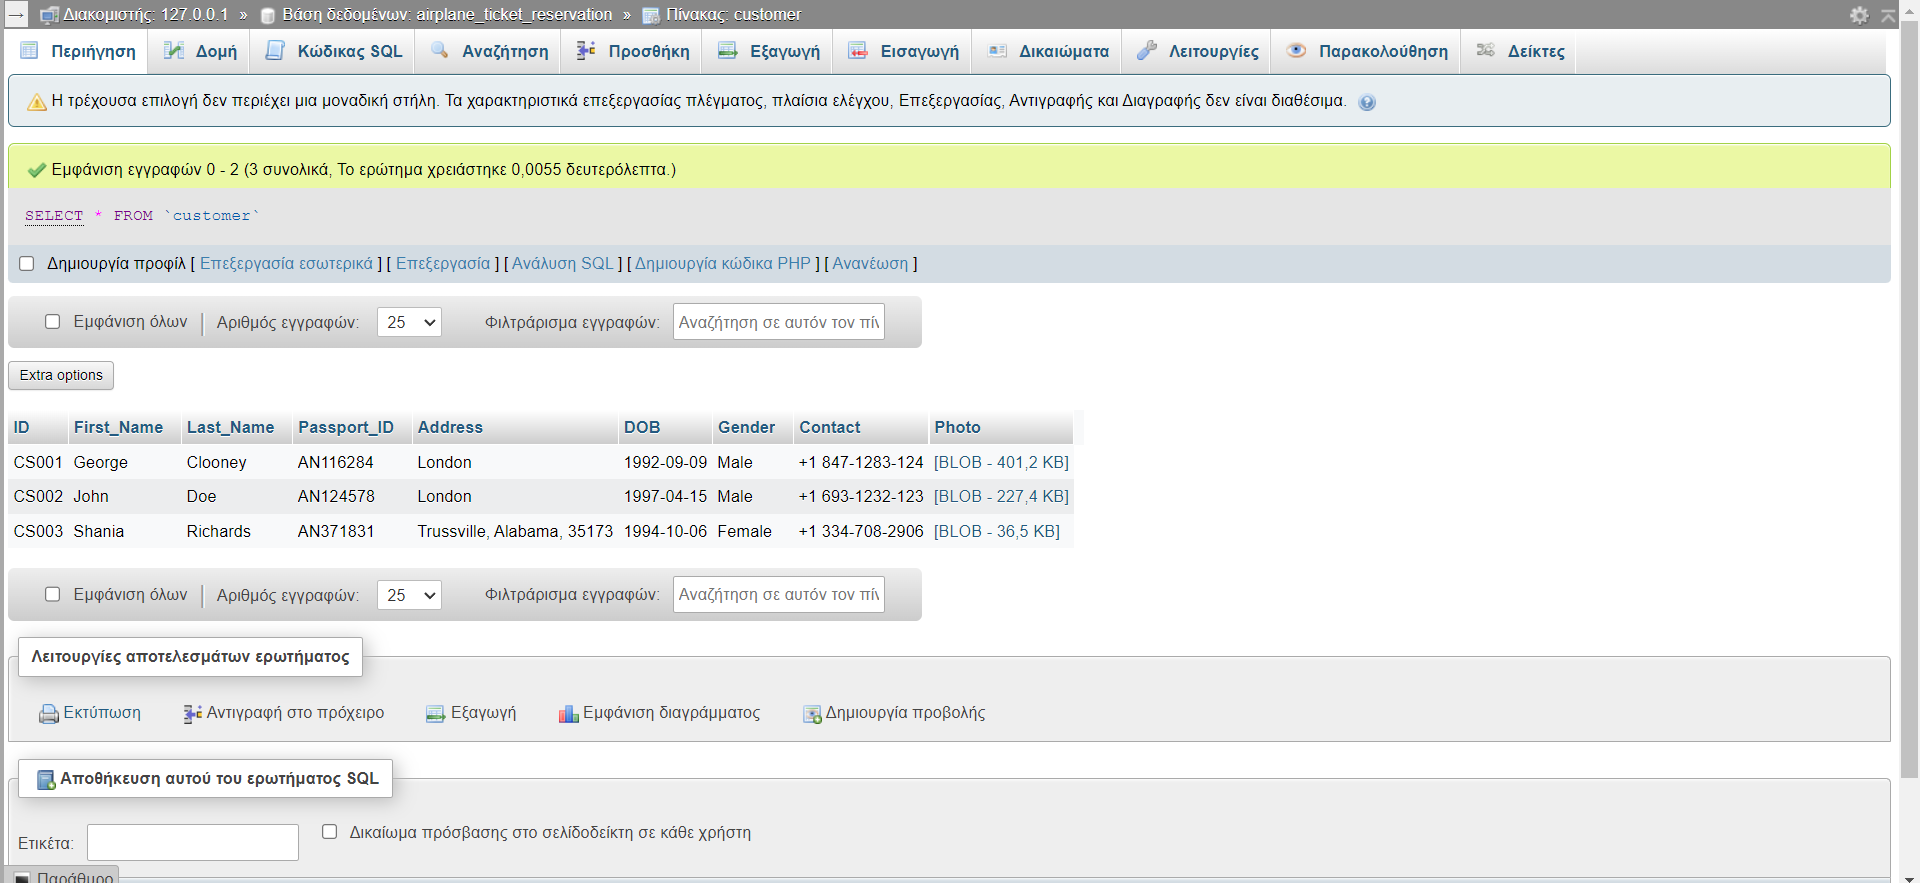 Διακομιστής: 127.0.0.1 » Βάση δεδομένων: airplane_ticket_reservation » Πίνακας: customer
Περιήγηση Δομή Κώδικας SQL Αναζήτηση Προσθήκη Εξαγωγή Εισαγωγή Δικαιώματα Λειτουργίες Παρακολούθηση Δείκτες
Η τρέχουσα επιλογή δεν περιέχει μια μοναδική στήλη. Τα χαρακτηριστικά επεξεργασίας πλέγματος, πλαίσια ελέγχου, Επεξεργασίας, Αντιγραφής και Διαγραφής δεν είναι διαθέσιμα.
Εμφάνιση εγγραφών 0 - 2 (3 συνολικά, Το ερώτημα χρειάστηκε 0,0055 δευτερόλεπτα.)
SELECT * FROM `customer`
Δημιουργία προφίλ [ Επεξεργασία εσωτερικά ] [ Επεξεργασία ] [ Ανάλυση SQL ] [ Δημιουργία κώδικα PHP ] [ Ανανέωση ]
Εμφάνιση όλων | Αριθμός εγγραφών: 25 Φιλτράρισμα εγγραφών: Αναζήτηση σε αυτόν τον πίν
Extra options
ID First_Name Last_Name Passport_ID Address DOB Gender Contact Photo
CS001 George Clooney AN116284 London 1992-09-09 Male +1 847-1283-124 [BLOB - 401,2 KB]
CS002 John Doe AN124578 London 1997-04-15 Male +1 693-1232-123 [BLOB - 227,4 KB]
CS003 Shania Richards AN371831 Trussville, Alabama, 35173 1994-10-06 Female +1 334-708-2906 [BLOB - 36,5 KB]
Εμφάνιση όλων | Αριθμός εγγραφών: 25 Φιλτράρισμα εγγραφών: Αναζήτηση σε αυτόν τον πίν
Λειτουργίες αποτελεσμάτων ερωτήματος
Εκτύπωση Αντιγραφή στο πρόχειρο Εξαγωγή Εμφάνιση διαγράμματος Δημιουργία προβολής
Αποθήκευση αυτού του ερωτήματος SQL
Ετικέτα: Δικαίωμα πρόσβασης στο σελίδοδείκτη σε κάθε χρήστη
Παράθυρο